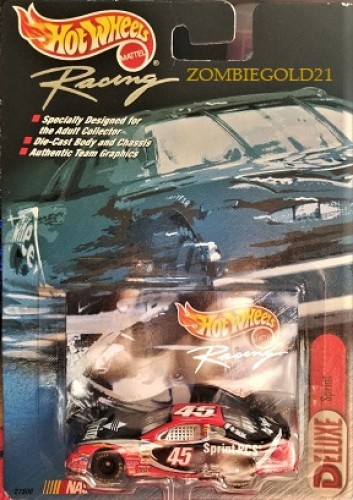 Hot Wheels
MATTEL
Racing
ZOMBIEGOLD21
Specially Designed for
the Adult Collector
Die-Cast Body and Chassis
Authentic Team Graphics
Hot Wheels
Racing
45
45
Sprint PCS
DELUXE
Sprint
NAS